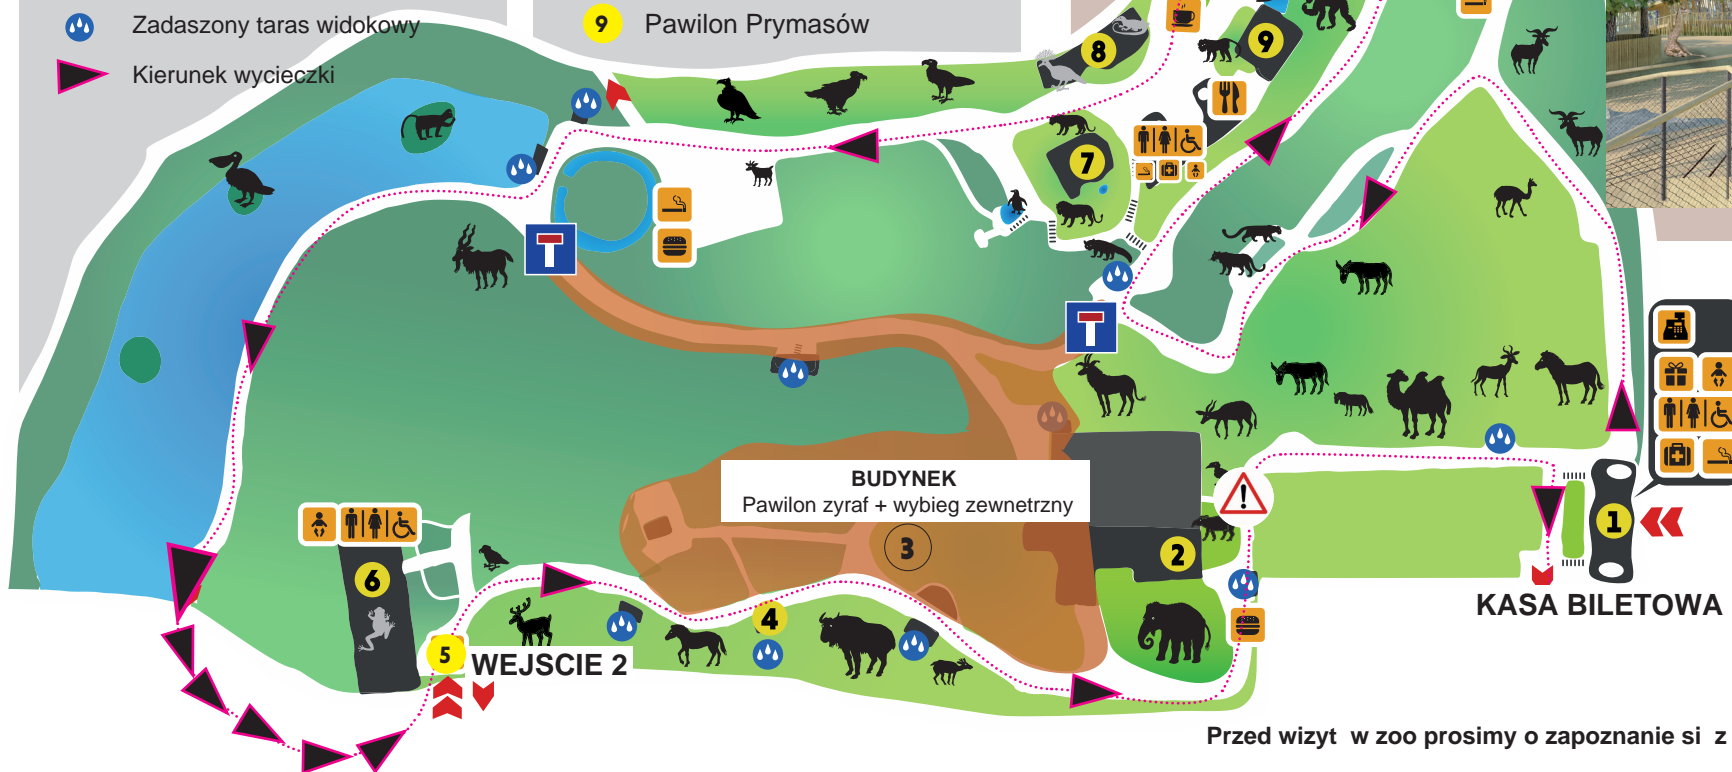 Zadaszony taras widokowy
9 Pawilon Prymasów
Kierunek wycieczki
8
9
7
BUDYNEK
Pawilon zyraf + wybieg zewnetrzny
3
2
1
6
4
5
WEJSCIE 2
KASA BILETOWA
Przed wizyt w zoo prosimy o zapoznanie si z